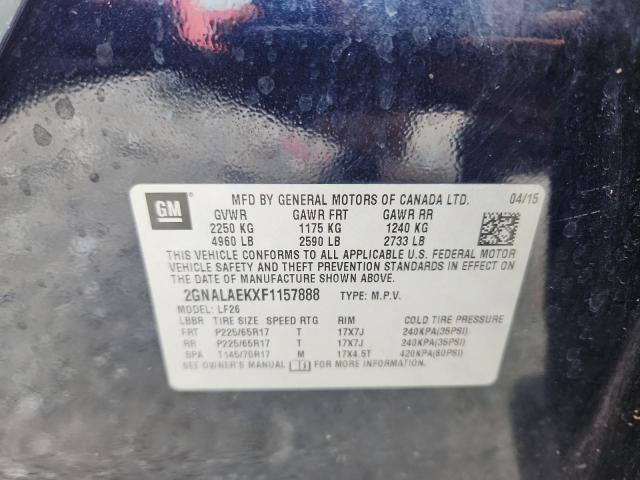 GM
MFD BY GENERAL MOTORS OF CANADA LTD. 04/15
GVWR GAWR FRT GAWR RR
2250 KG 1175 KG 1240 KG
4960 LB 2590 LB 2733 LB
THIS VEHICLE CONFORMS TO ALL APPLICABLE U.S. FEDERAL MOTOR
VEHICLE SAFETY AND THEFT PREVENTION STANDARDS IN EFFECT ON
THE DATE OF MANUFACTURE SHOWN ABOVE.
2GNALAEKXF1157888 TYPE: M.P.V.
MODEL: LF26
LBBR TIRE SIZE SPEED RTG RIM COLD TIRE PRESSURE
FRT P225/65R17 T 17X7J 240KPA(35PSI)
RR P225/65R17 T 17X7J 240KPA(35PSI)
SPA T145/70R17 M 17X4.5T 420KPA(60PSI)
SEE OWNER'S MANUAL FOR MORE INFORMATION.